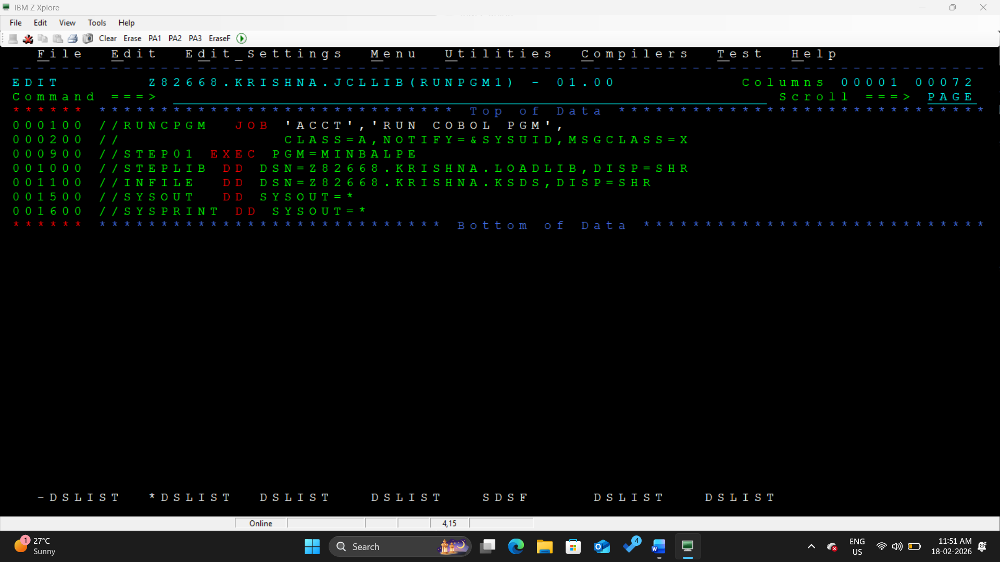 IBM Z Xplore
File Edit View Tools Help
Clear Erase PA1 PA2 PA3 EraseF
File Edit Edit_Settings Menu Utilities Compilers Test Help
-------------------------------------------------------------------------------
EDIT Z82668.KRISHNA.JCLLIB(RUNPGM1) - 01.00 Columns 00001 00072
Command ===> Scroll ===> PAGE
****** ***************************** Top of Data ******************************
000100 //RUNCPGM JOB 'ACCT','RUN COBOL PGM',
000200 // CLASS=A,NOTIFY=&SYSUID,MSGCLASS=X
000900 //STEP01 EXEC PGM=MINBALPE
001000 //STEPLIB DD DSN=Z82668.KRISHNA.LOADLIB,DISP=SHR
001100 //INFILE DD DSN=Z82668.KRISHNA.KSDS,DISP=SHR
001500 //SYSOUT DD SYSOUT=*
001600 //SYSPRINT DD SYSOUT=*
****** **************************** Bottom of Data ****************************
-DSLIST *DSLIST DSLIST DSLIST SDSF DSLIST DSLIST
Online 4,15
1 27°C
Sunny
Search
4
ENG
US
11:51 AM
18-02-2026